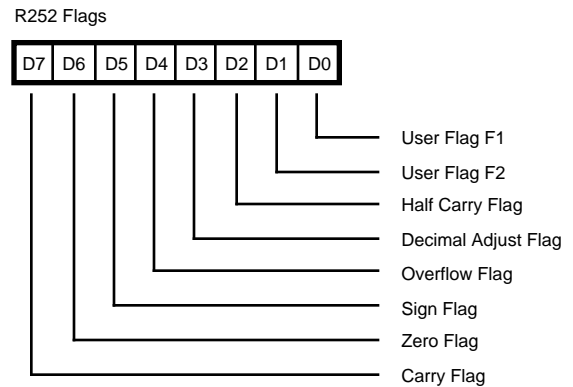 R252 Flags
D7 D6 D5 D4 D3 D2 D1 D0
User Flag F1
User Flag F2
Half Carry Flag
Decimal Adjust Flag
Overflow Flag
Sign Flag
Zero Flag
Carry Flag